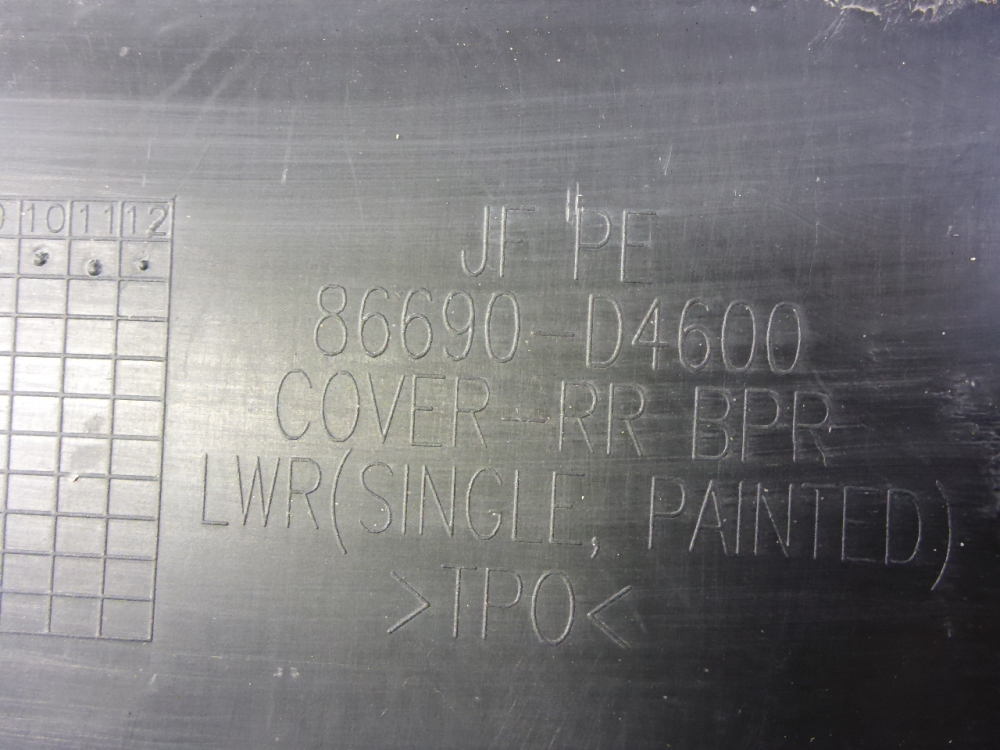 10 11 12
JF PE
86690-D4600
COVER-RR BPR
LWR(SINGLE, PAINTED)
>TPO<